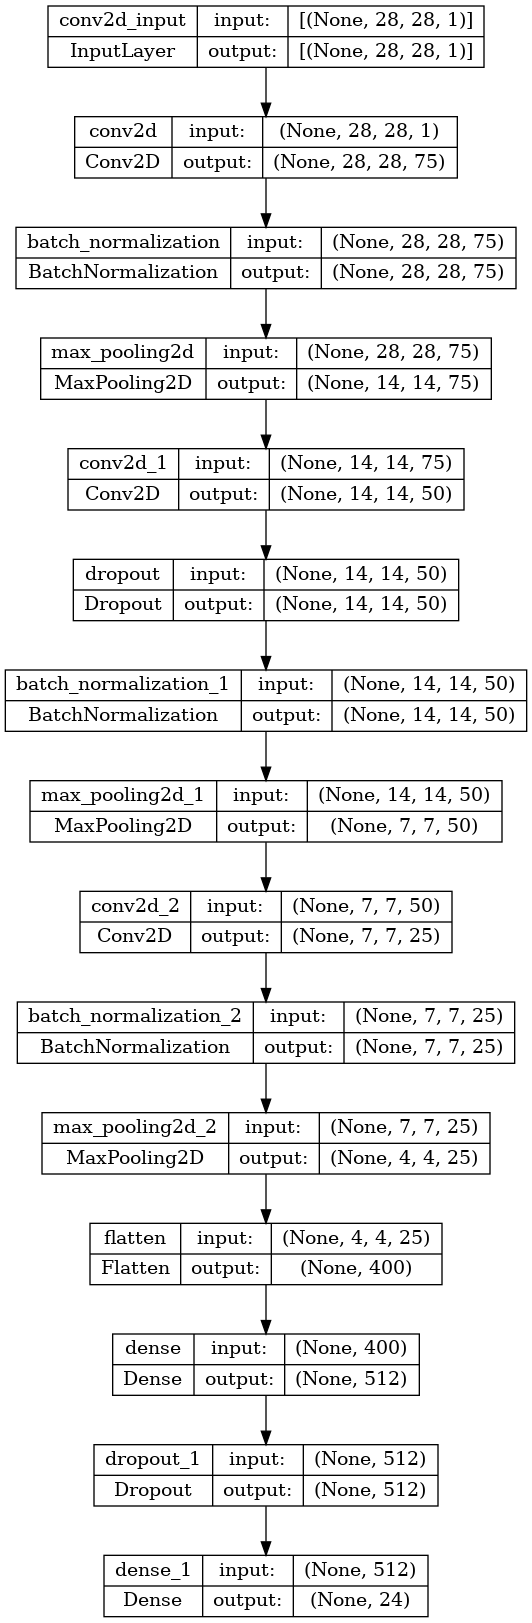 conv2d_input input: [(None, 28, 28, 1)]
InputLayer output: [(None, 28, 28, 1)]
conv2d input: (None, 28, 28, 1)
Conv2D output: (None, 28, 28, 75)
batch_normalization input: (None, 28, 28, 75)
BatchNormalization output: (None, 28, 28, 75)
max_pooling2d input: (None, 28, 28, 75)
MaxPooling2D output: (None, 14, 14, 75)
conv2d_1 input: (None, 14, 14, 75)
Conv2D output: (None, 14, 14, 50)
dropout input: (None, 14, 14, 50)
Dropout output: (None, 14, 14, 50)
batch_normalization_1 input: (None, 14, 14, 50)
BatchNormalization output: (None, 14, 14, 50)
max_pooling2d_1 input: (None, 14, 14, 50)
MaxPooling2D output: (None, 7, 7, 50)
conv2d_2 input: (None, 7, 7, 50)
Conv2D output: (None, 7, 7, 25)
batch_normalization_2 input: (None, 7, 7, 25)
BatchNormalization output: (None, 7, 7, 25)
max_pooling2d_2 input: (None, 7, 7, 25)
MaxPooling2D output: (None, 4, 4, 25)
flatten input: (None, 4, 4, 25)
Flatten output: (None, 400)
dense input: (None, 400)
Dense output: (None, 512)
dropout_1 input: (None, 512)
Dropout output: (None, 512)
dense_1 input: (None, 512)
Dense output: (None, 24)